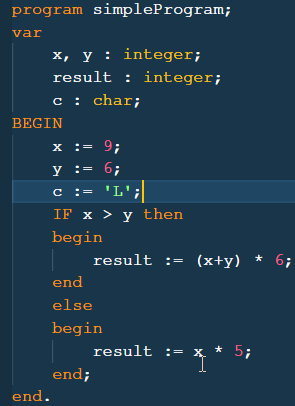 program simpleProgram;
var
    x, y : integer;
    result : integer;
    c : char;
BEGIN
    x := 9;
    y := 6;
    c := 'L';
    IF x > y then
    begin
        result := (x+y) * 6;
    end
    else
    begin
        result := x * 5;
    end;
end.